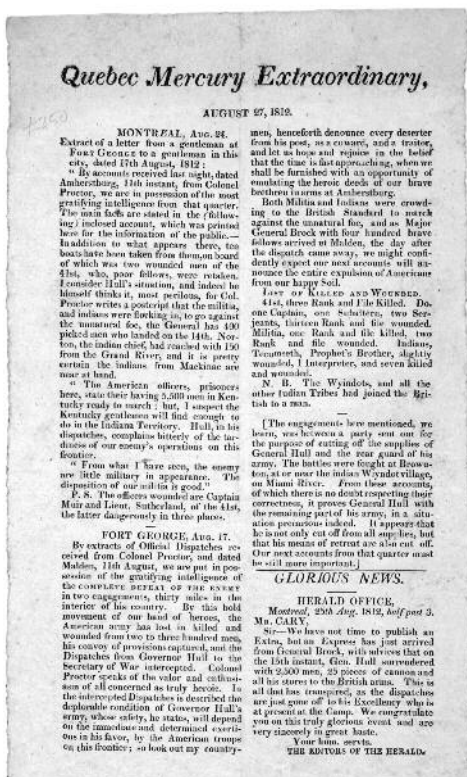 Quebec Mercury Extraordinary,
AUGUST 27, 1812.
MONTREAL, Aug. 24.
Extract of a letter from a gentleman at
Fort George to a gentleman in this
city, dated 17th August, 1812 :
" By accounts received last night, dated
Amherstburg, 11th instant, from Colonel
Proctor, we are in possession of the most
gratifying intelligence from that quarter.
The main facts are stated in the (follow-
ing) inclosed account, which was printed
here for the information of the public.—
In addition to what appears there, ten
boats have been taken from them, on board
of which was two wounded men of the
41st, who, poor fellows, were retaken.
I consider Hull's situation, and indeed he
himself thinks it, most perilous, for Col.
Proctor writes a postcript that the militia,
and indians were flocking in, to go against
the unnatural foe, the General has 400
picked men who landed on the 14th. Nor-
ton, the indian chief, had reached with 150
from the Grand River, and it is pretty
certain the indians from Mackinac are
near at hand.
" The American officers, prisoners
here, state their having 5,500 men in Ken-
tucky ready to march ; but, I suspect the
Kentucky gentlemen will find enough to
do in the Indiana Territory. Hull, in his
dispatches, complains bitterly of the tar-
diness of our enemy's operations on this
frontier.
" From what I have seen, the enemy
are little military in appearance. The
disposition of our militia is good."
P. S. The officers wounded are Captain
Muir and Lieut. Sutherland, of the 41st,
the latter dangerously in three places.
FORT GEORGE, Aug. 17.
By extracts of Official Dispatches re-
ceived from Colonel Proctor, and dated
Malden, 11th August, we are put in pos-
session of the gratifying intelligence of
the COMPLETE DEFEAT OF THE ENEMY
in two engagements, thirty miles in the
interior of his country. By this bold
movement of our band of heroes, the
American army has lost in killed and
wounded from two to three hundred men,
his convoy of provisions captured, and the
Dispatches from Governor Hull to the
Secretary of War intercepted. Colonel
Proctor speaks of the valor and enthusi-
asm of all concerned as truly heroic. In
the intercepted Dispatches is described the
deplorable condition of Governor Hull's
army, whose safety, he states, will depend
on the immediate and determined exerti-
ons in his favor, by the American troops
on this frontier ; so look out my country-
men, henceforth denounce every deserter
from his post, as a coward, and a traitor,
and let us hope and rejoice in the belief
that the time is fast approaching, when we
shall be furnished with an opportunity of
emulating the heroic deeds of our brave
brethren in arms at Amherstburg.
Both Militia and Indians were crowd-
ing to the British Standard to march
against the unnatural foe, and as Major
General Brock with four hundred brave
fellows arrived at Malden, the day after
the dispatch came away, we might confi-
dently expect our next accounts will an-
nounce the entire expulsion of Americans
from our happy Soil.
List of Killed and Wounded.
41st, three Rank and File Killed. Do.
one Captain, one Subaltern, two Ser-
jeants, thirteen Rank and file wounded.
Militia, one Rank and file killed, two
Rank and file wounded. Indians,
Prophet's Brother, slightly
wounded, 1 Interpreter, and seven killed
and wounded.
N. B. The Wyindots, and all the
other Indian Tribes had joined the Bri-
tish to a man.
[The engagements here mentioned, we
learn, was between a party sent out for
the purpose of cutting off the supplies of
General Hull and the rear guard of his
army. The battles were fought at Brown-
ton, at or near the indian Wyindot village,
on Miami River. From these accounts,
of which there is no doubt respecting their
correctness, it proves General Hull with
the remaining part of his army, in a situ-
ation precarious indeed. It appears that
he is not only cut off from all supplies, but
that his means of retreat are also cut off.
Our next accounts from that quarter must
be still more important.]
GLORIOUS NEWS.
HERALD OFFICE,
Montreal, 25th Aug. 1812, half past 3.
Mr. CARY,
Sir—We have not time to publish an
Extra, but an Express has just arrived
from General Brock, with advices that on
the 15th instant, Gen. Hull surrendered
with 2,500 men, 25 pieces of cannon and
all his stores to the British arms. This is
all that has transpired, as the dispatches
are just gone off to his Excellency who is
at present at the Camp. We congratulate
you on this truly glorious event and are
very sincerely in great haste.
Your hum. servts.
THE EDITORS OF THE HERALD.